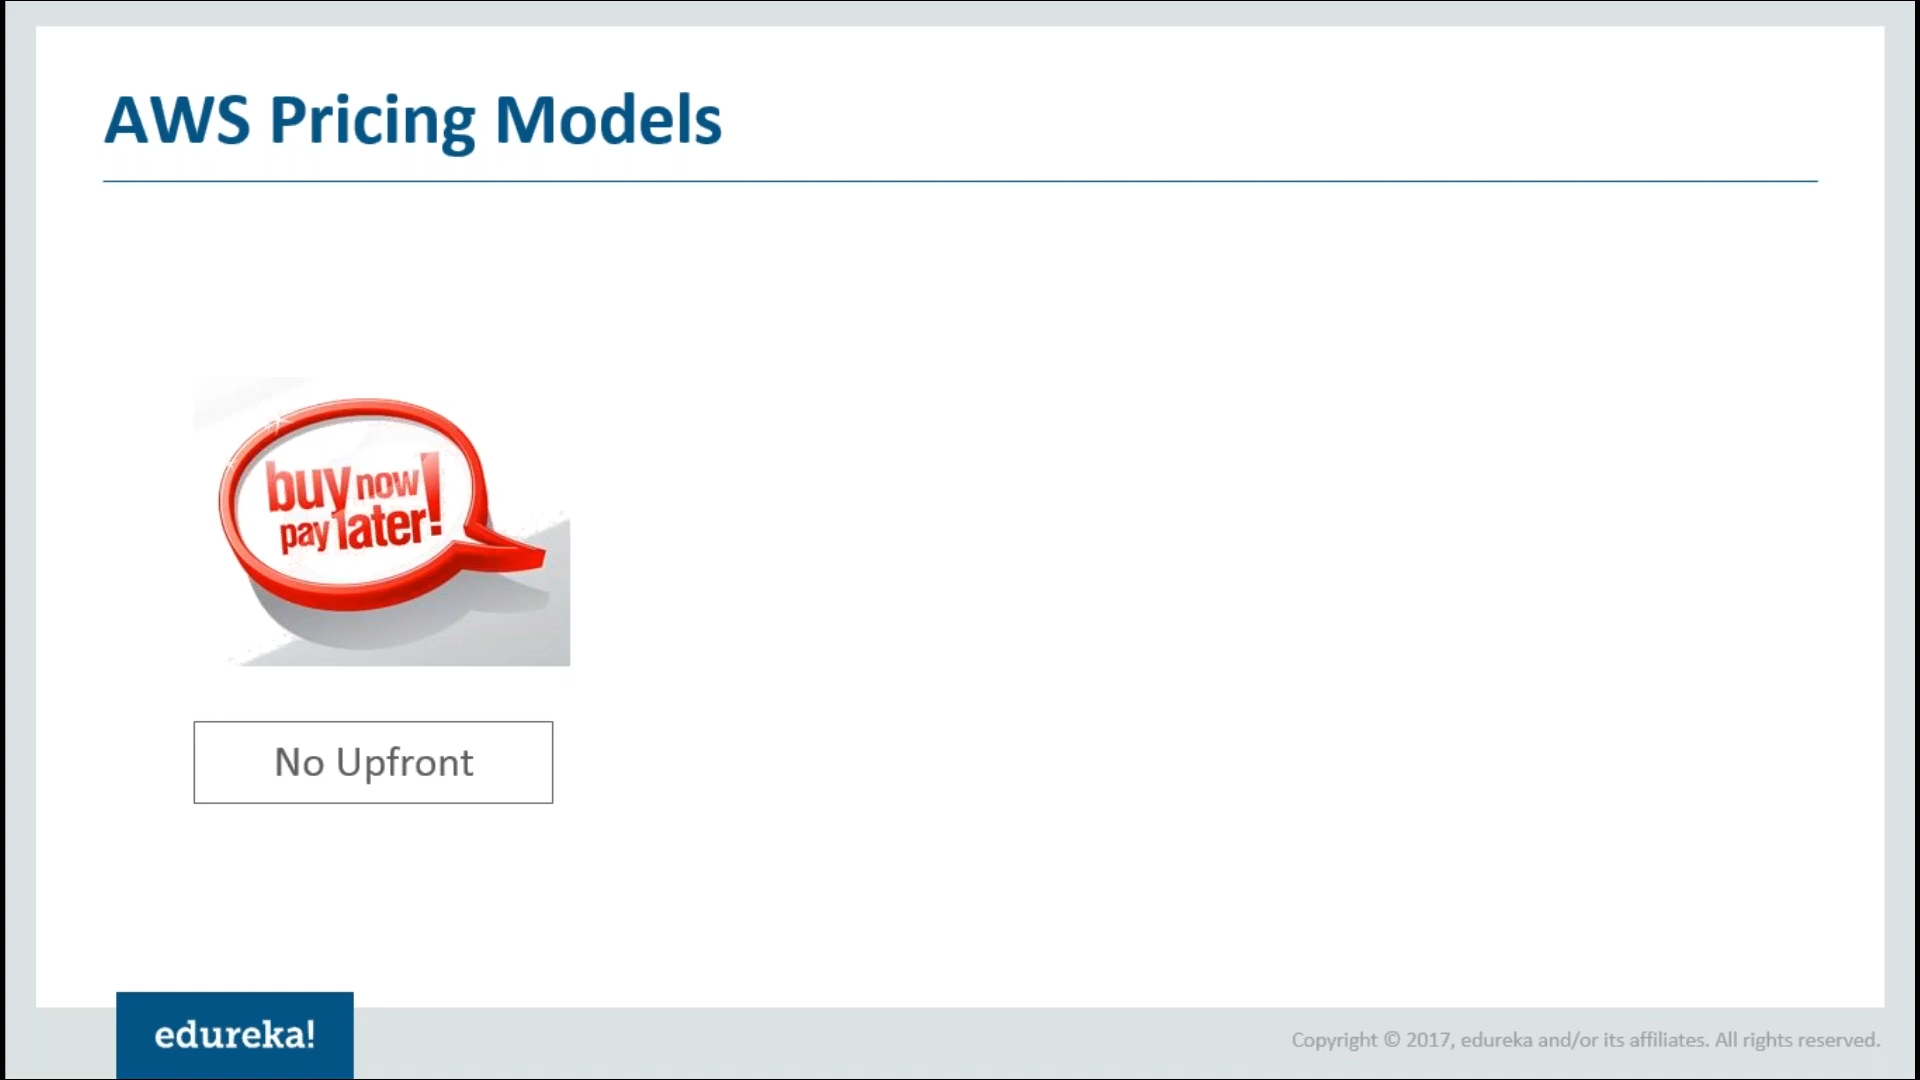 AWS Pricing Models
buy now
pay later!
No Upfront
edureka!
Copyright © 2017, edureka and/or its affiliates. All rights reserved.